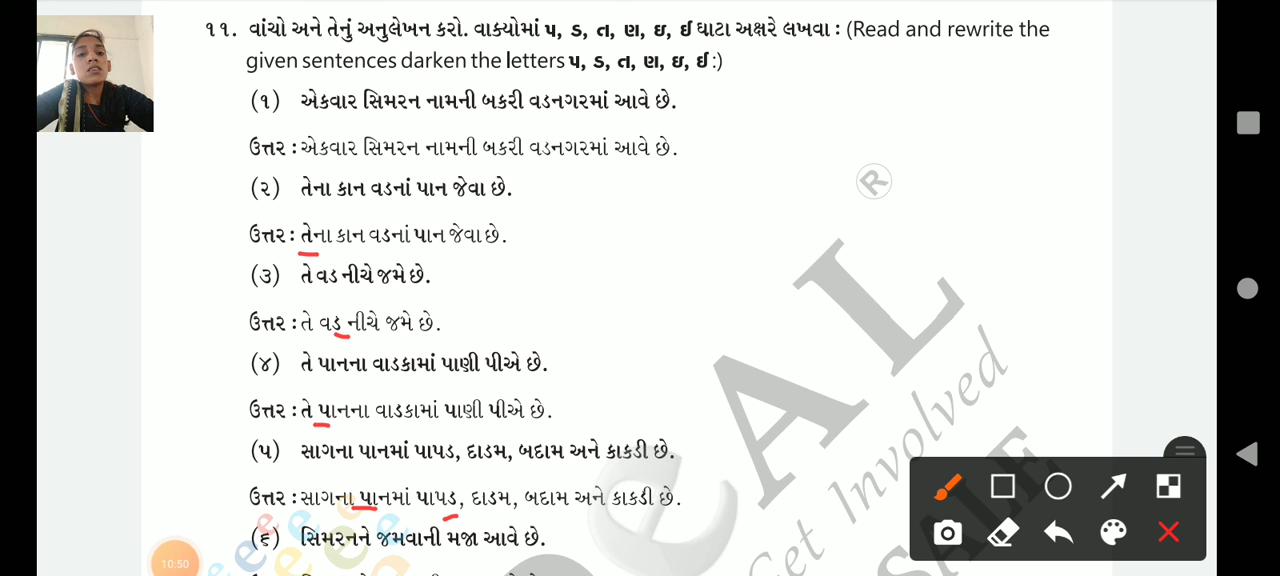 ૧૧. વાંચો અને તેનું અનુલેખન કરો. વાક્યોમાં પ, ડ, ત, ણ, ઇ, ઈ ઘાટા અક્ષરે લખવા : (Read and rewrite the
given sentences darken the letters પ, ડ, ત, ણ, ઇ, ઈ :)
(૧) એકવાર સિમરન નામની બકરી વડનગરમાં આવે છે.
ઉત્તર : એકવાર સિમરન નામની બકરી વડનગરમાં આવે છે.
(૨) તેના કાન વડનાં પાન જેવા છે.
ઉત્તર : તેના કાન વડનાં પાન જેવા છે.
(૩) તે વડ નીચે જમે છે.
ઉત્તર : તે વડ નીચે જમે છે.
(૪) તે પાનના વાડકામાં પાણી પીએ છે.
ઉત્તર : તે પાનના વાડકામાં પાણી પીએ છે.
(૫) સાગના પાનમાં પાપડ, દાડમ, બદામ અને કાકડી છે.
ઉત્તર : સાગના પાનમાં પાપડ, દાડમ, બદામ અને કાકડી છે.
(૬) સિમરનને જમવાની મજા આવે છે.
®
eAL
Get Involved
SALE
10:50